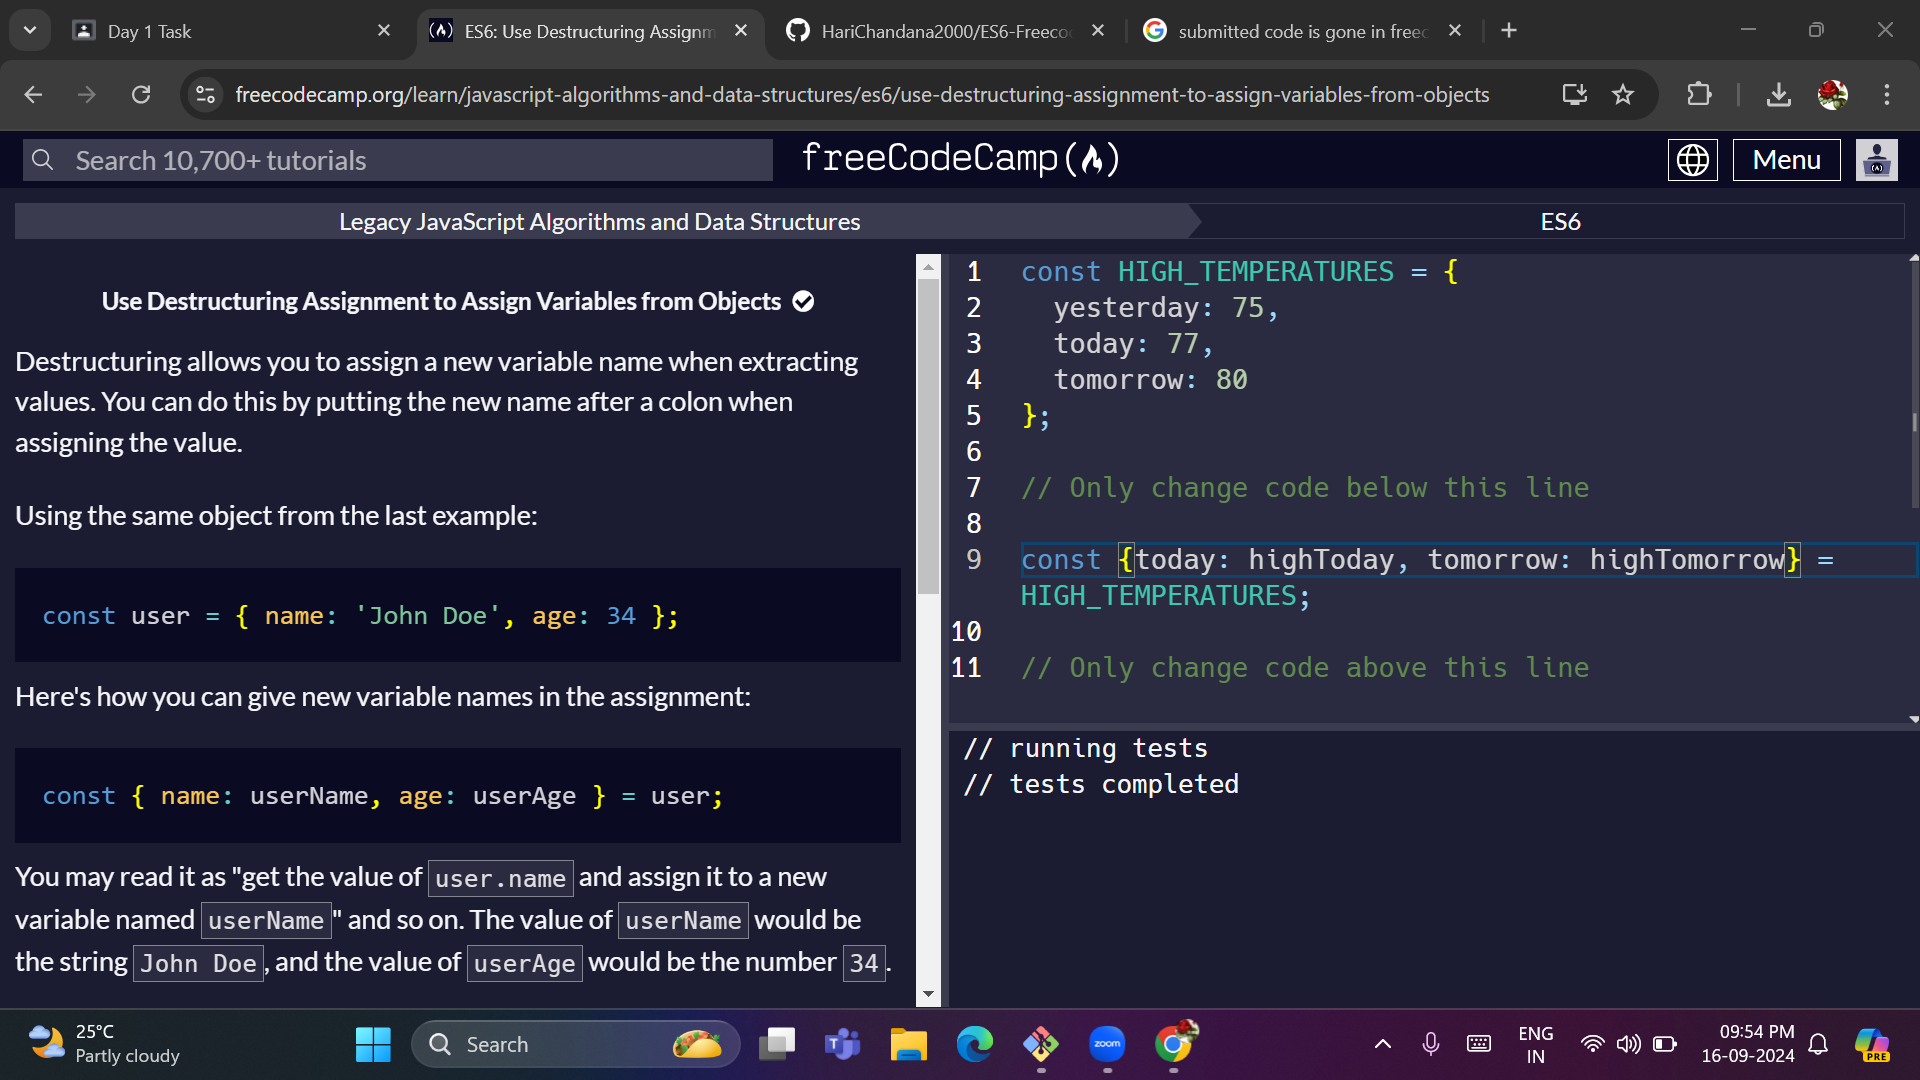 Day 1 Task
ES6: Use Destructuring Assignm
HariChandana2000/ES6-Freeco
submitted code is gone in freec
freecodecamp.org/learn/javascript-algorithms-and-data-structures/es6/use-destructuring-assignment-to-assign-variables-from-objects
Search 10,700+ tutorials
freeCodeCamp(🔥)
Menu
Legacy JavaScript Algorithms and Data Structures
ES6
Use Destructuring Assignment to Assign Variables from Objects
Destructuring allows you to assign a new variable name when extracting
values. You can do this by putting the new name after a colon when
assigning the value.
Using the same object from the last example:
const user = { name: 'John Doe', age: 34 };
Here's how you can give new variable names in the assignment:
const { name: userName, age: userAge } = user;
You may read it as "get the value of user.name and assign it to a new
variable named userName" and so on. The value of userName would be
the string John Doe, and the value of userAge would be the number 34.
1 const HIGH_TEMPERATURES = {
2 yesterday: 75,
3 today: 77,
4 tomorrow: 80
5 };
6
7 // Only change code below this line
8
9 const {today: highToday, tomorrow: highTomorrow} =
HIGH_TEMPERATURES;
10
11 // Only change code above this line
// running tests
// tests completed
25°C
Partly cloudy
Search
T
zoom
ENG
IN
09:54 PM
16-09-2024
PRE